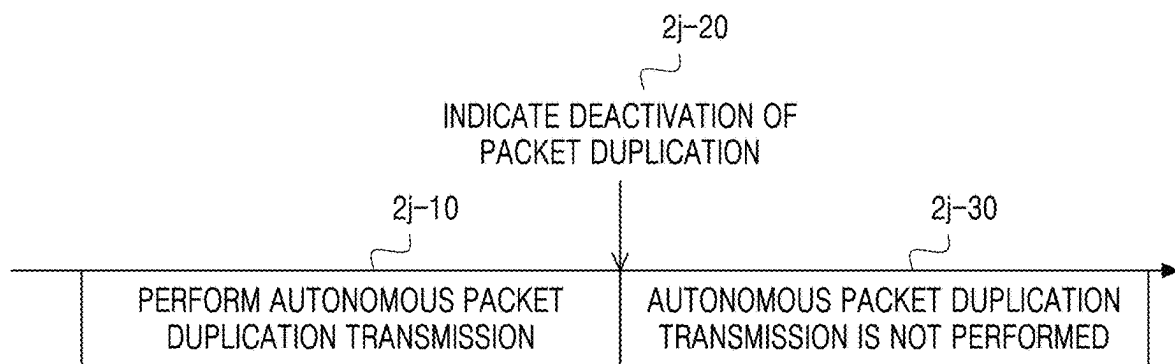 2j-20
INDICATE DEACTIVATION OF
PACKET DUPLICATION
2j-10
2j-30
PERFORM AUTONOMOUS PACKET
DUPLICATION TRANSMISSION
AUTONOMOUS PACKET DUPLICATION
TRANSMISSION IS NOT PERFORMED